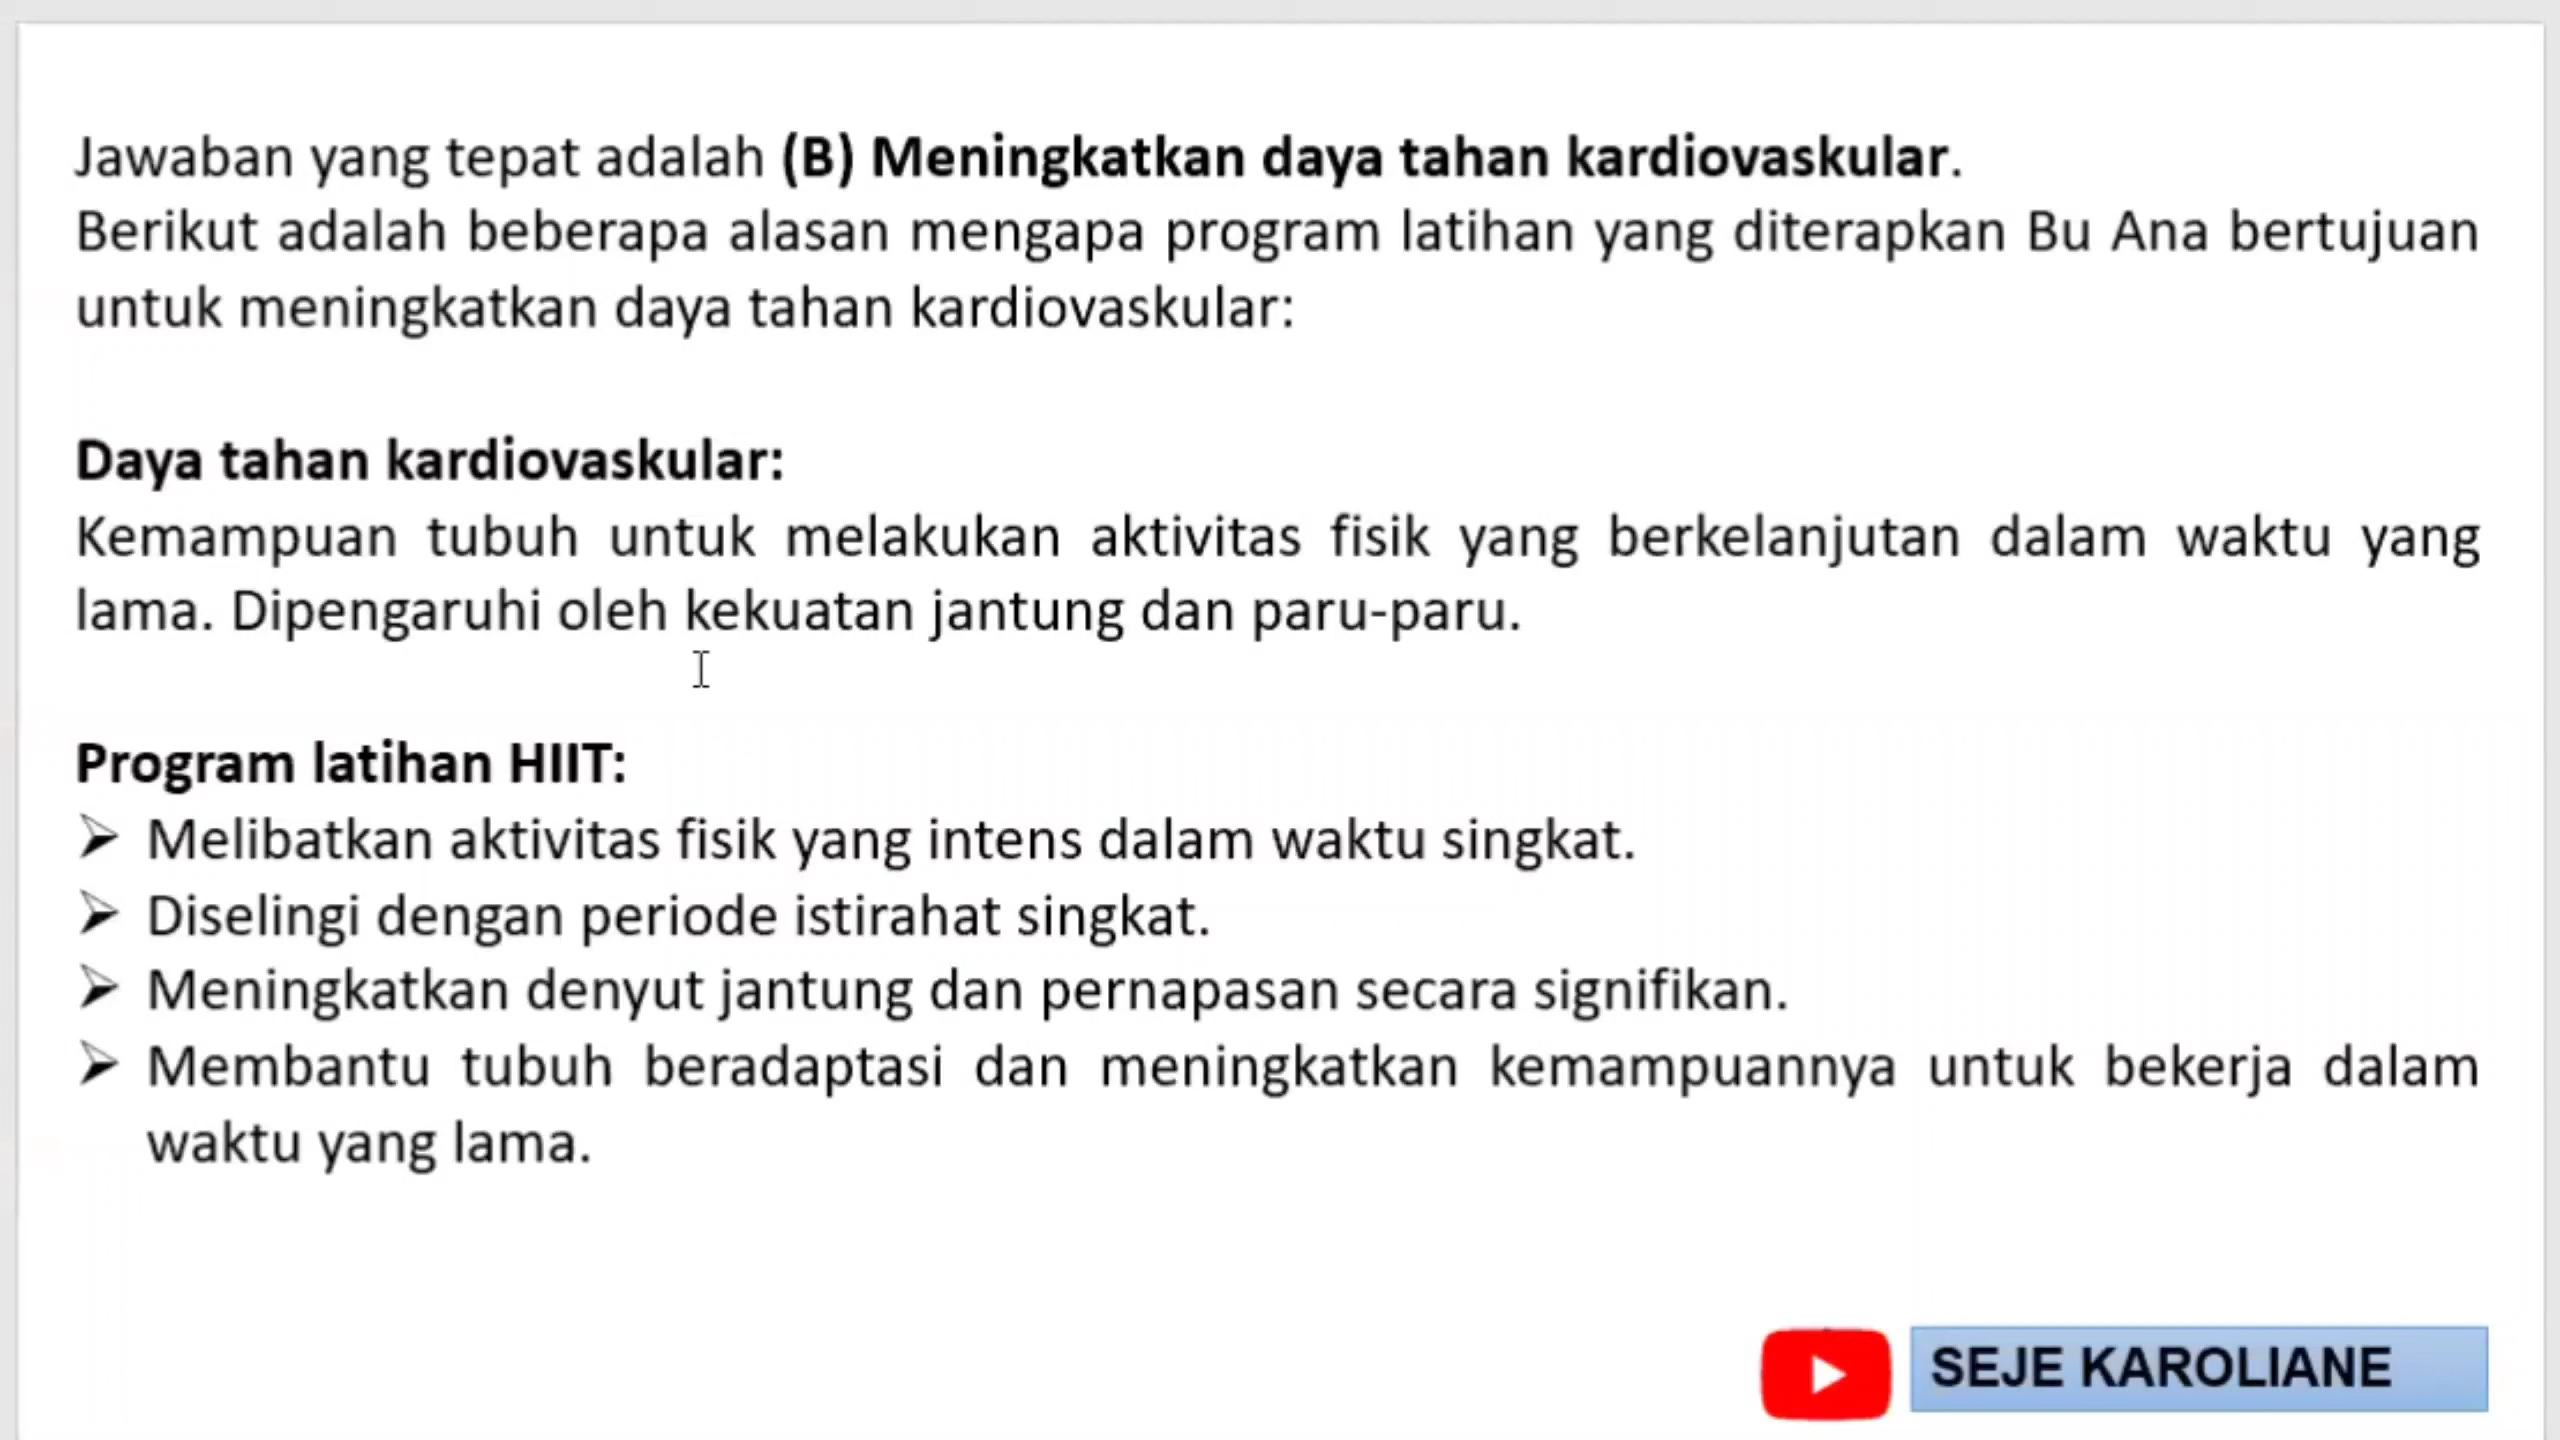 Jawaban yang tepat adalah (B) Meningkatkan daya tahan kardiovaskular.
Berikut adalah beberapa alasan mengapa program latihan yang diterapkan Bu Ana bertujuan
untuk meningkatkan daya tahan kardiovaskular:
Daya tahan kardiovaskular:
Kemampuan tubuh untuk melakukan aktivitas fisik yang berkelanjutan dalam waktu yang
lama. Dipengaruhi oleh kekuatan jantung dan paru-paru.
Program latihan HIIT:
➢ Melibatkan aktivitas fisik yang intens dalam waktu singkat.
➢ Diselingi dengan periode istirahat singkat.
➢ Meningkatkan denyut jantung dan pernapasan secara signifikan.
➢ Membantu tubuh beradaptasi dan meningkatkan kemampuannya untuk bekerja dalam
waktu yang lama.
SEJE KAROLIANE